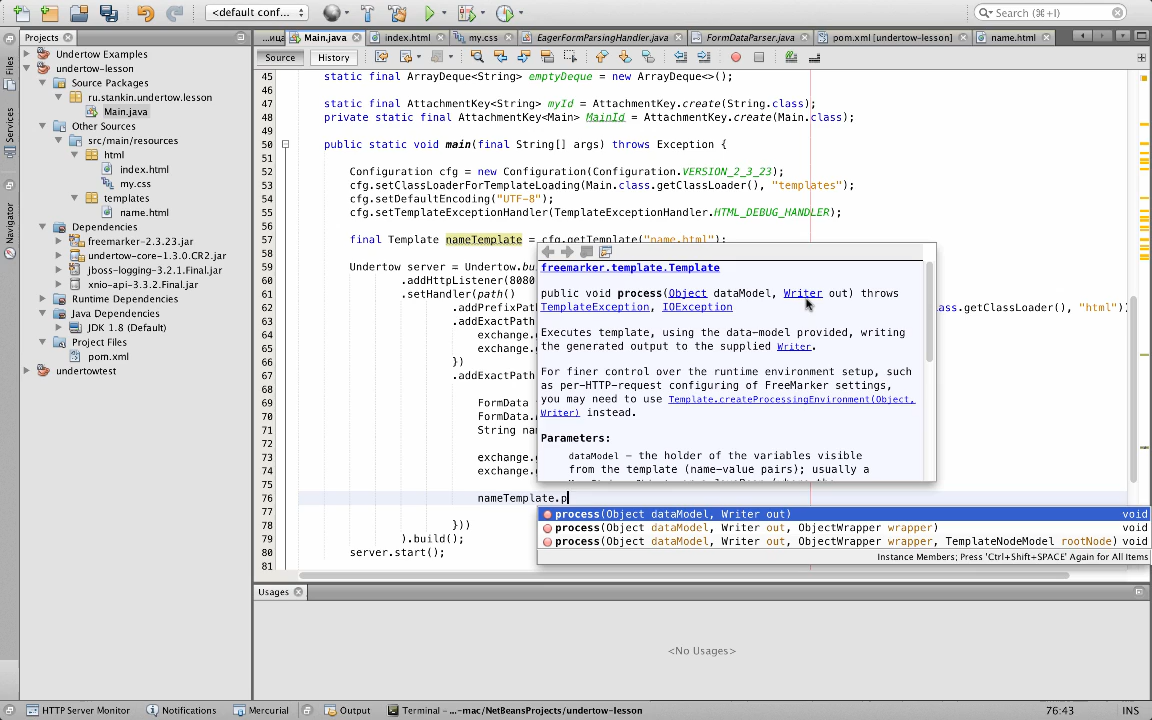 <default conf...
Search (⌘+I)
Projects
...ица
Main.java
index.html
my.css
EagerFormParsingHandler.java
FormDataParser.java
pom.xml [undertow-lesson]
name.html
Files
Services
Navigator
Undertow Examples
undertow-lesson
Source Packages
ru.stankin.undertow.lesson
Main.java
Other Sources
src/main/resources
html
index.html
my.css
templates
name.html
Dependencies
freemarker-2.3.23.jar
undertow-core-1.3.0.CR2.jar
jboss-logging-3.2.1.Final.jar
xnio-api-3.3.2.Final.jar
Runtime Dependencies
Java Dependencies
JDK 1.8 (Default)
Project Files
pom.xml
undertowtest
Source
History
45 static final ArrayDeque<String> emptyDeque = new ArrayDeque<>();
46
47 static final AttachmentKey<String> myId = AttachmentKey.create(String.class);
48 private static final AttachmentKey<Main> MainId = AttachmentKey.create(Main.class);
49
50 public static void main(final String[] args) throws Exception {
51
52 Configuration cfg = new Configuration(Configuration.VERSION_2_3_23);
53 cfg.setClassLoaderForTemplateLoading(Main.class.getClassLoader(), "templates");
54 cfg.setDefaultEncoding("UTF-8");
55 cfg.setTemplateExceptionHandler(TemplateExceptionHandler.HTML_DEBUG_HANDLER);
56
57 final Template nameTemplate = cfg.getTemplate("name.html");
58
59 Undertow server = Undertow.bu
60 .addHttpListener(8080
61 .setHandler(path()
62 .addPrefixPath ass.getClassLoader(), "html"))
63 .addExactPath
64 exchange.g
65 exchange.g
66 })
67 .addExactPath
68
69 FormData
70 FormData.
71 String na
72
73 exchange.g
74 exchange.g
75
76 nameTemplate.p
77
78 }))
79 ).build();
80 server.start();
81
freemarker.template.Template
public void process(Object dataModel, Writer out) throws
TemplateException, IOException
Executes template, using the data-model provided, writing
the generated output to the supplied Writer.
For finer control over the runtime environment setup, such
as per-HTTP-request configuring of FreeMarker settings,
you may need to use Template.createProcessingEnvironment(Object,
Writer) instead.
Parameters:
dataModel – the holder of the variables visible
from the template (name-value pairs); usually a
process(Object dataModel, Writer out) void
process(Object dataModel, Writer out, ObjectWrapper wrapper) void
process(Object dataModel, Writer out, ObjectWrapper wrapper, TemplateNodeModel rootNode) void
Instance Members; Press 'Ctrl+Shift+SPACE' Again for All Items
Usages
<No Usages>
HTTP Server Monitor
Notifications
Mercurial
Output
Terminal – ...-mac/NetBeansProjects/undertow-lesson
76:43
INS